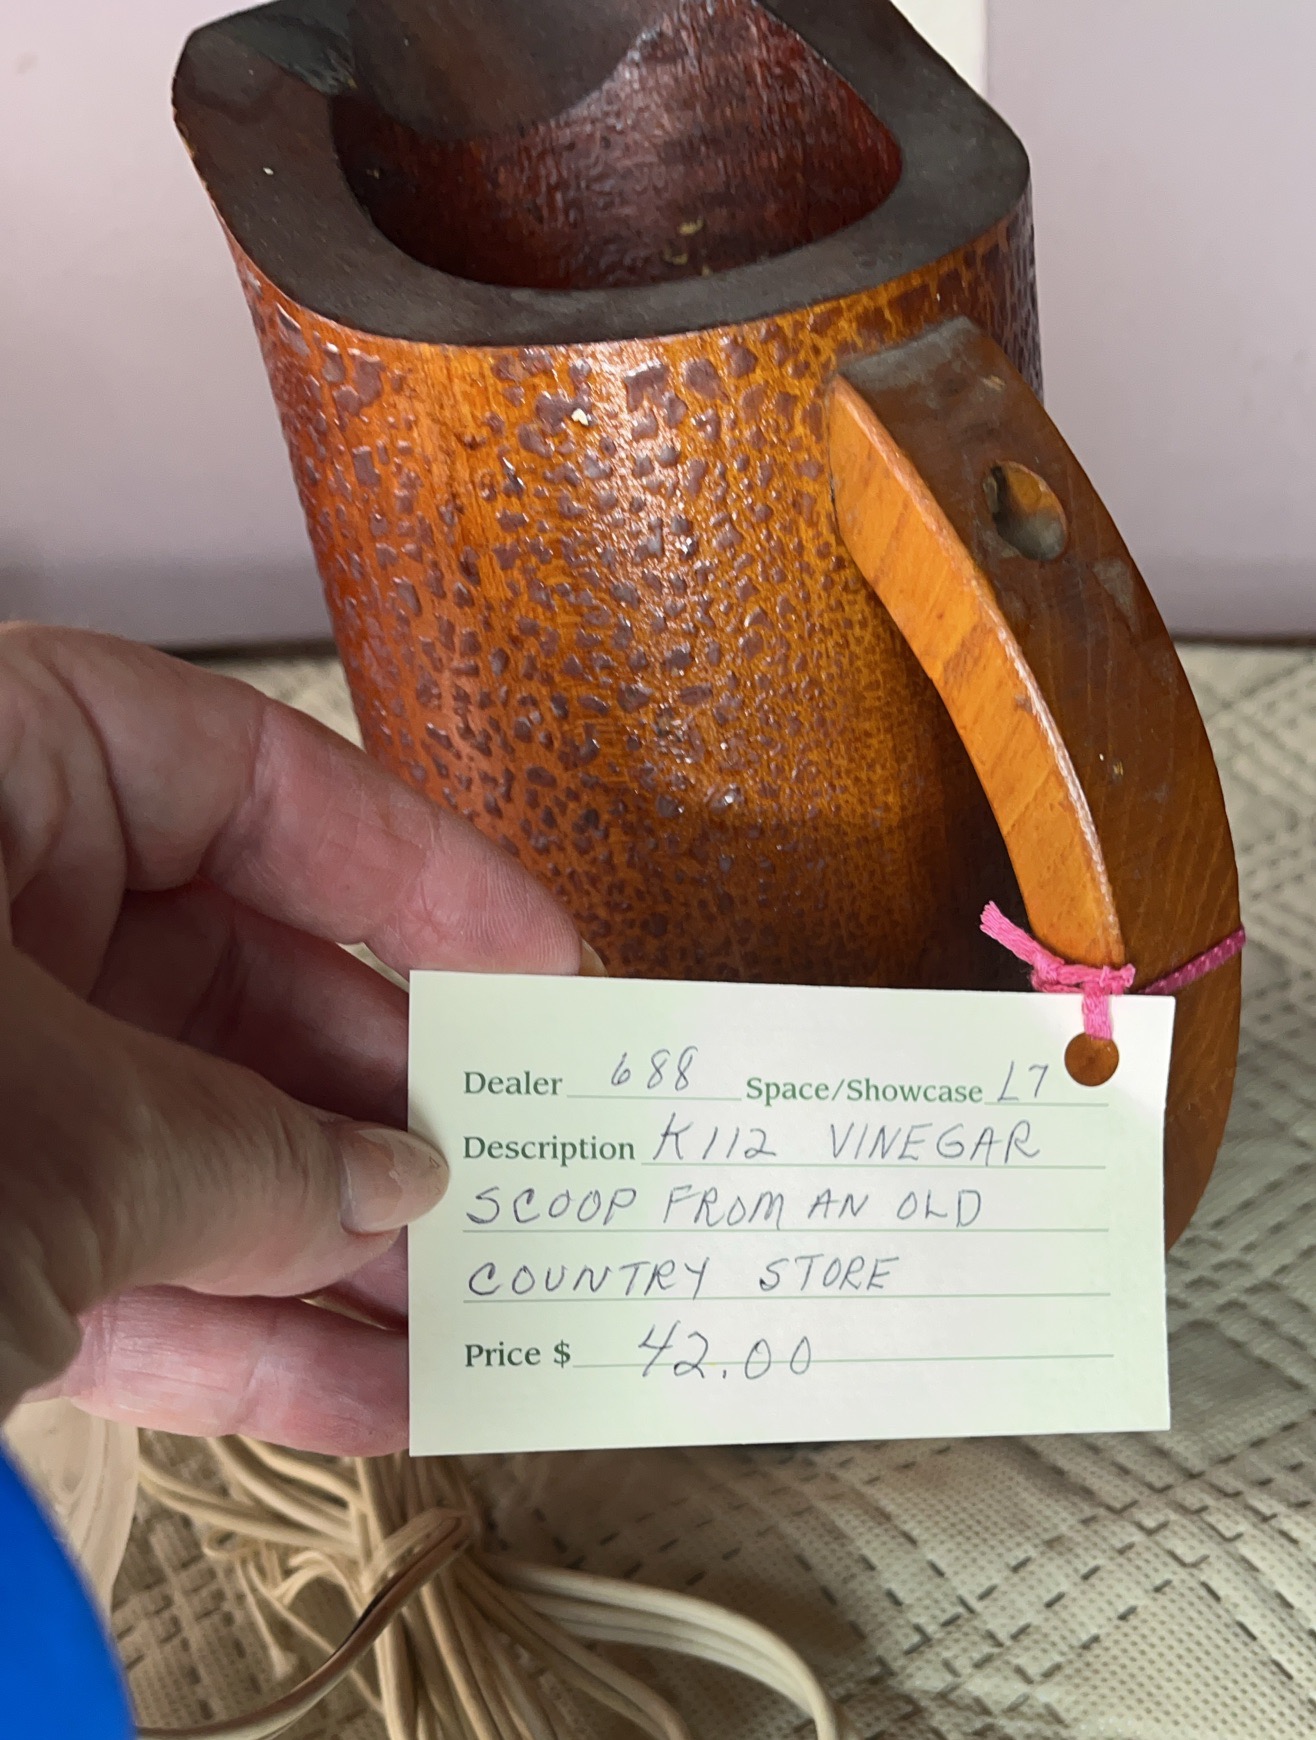 Dealer 688 Space/Showcase L7
Description K112 VINEGAR
SCOOP FROM AN OLD
COUNTRY STORE
Price $ 42.00